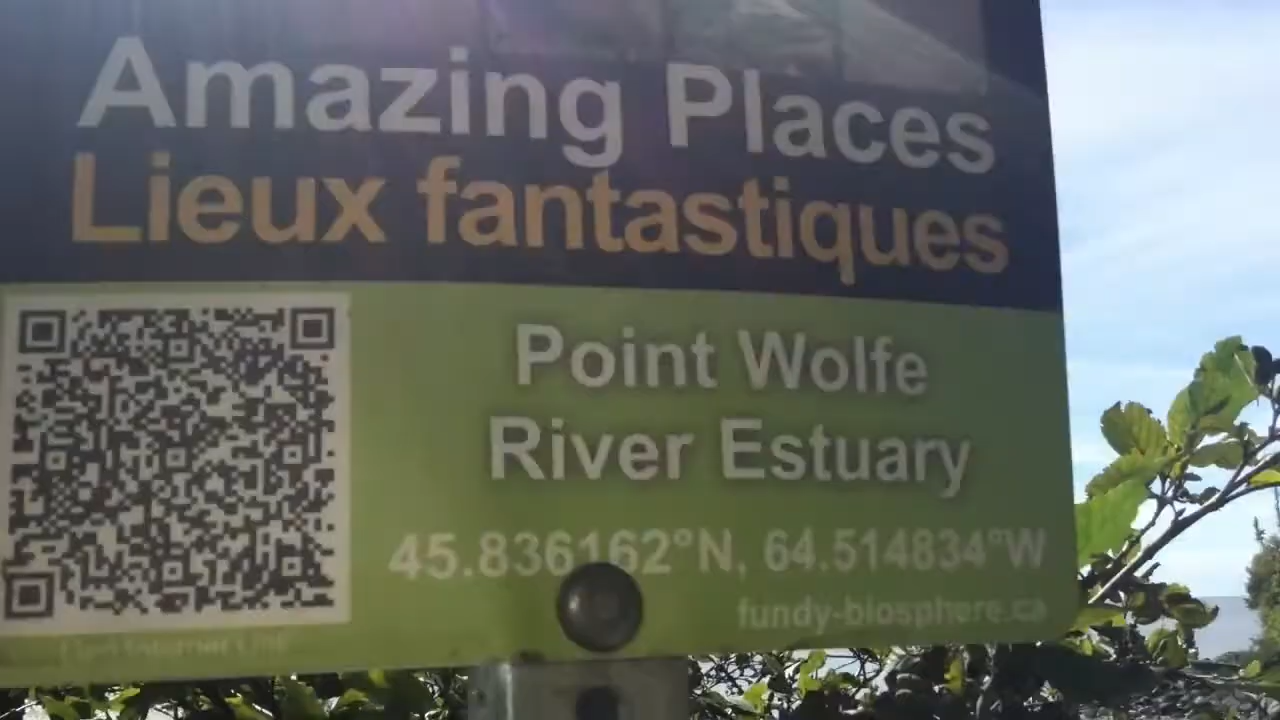 Amazing Places
Lieux fantastiques
Point Wolfe
River Estuary
45.836162°N, 64.514834°W
fundy-biosphere.ca